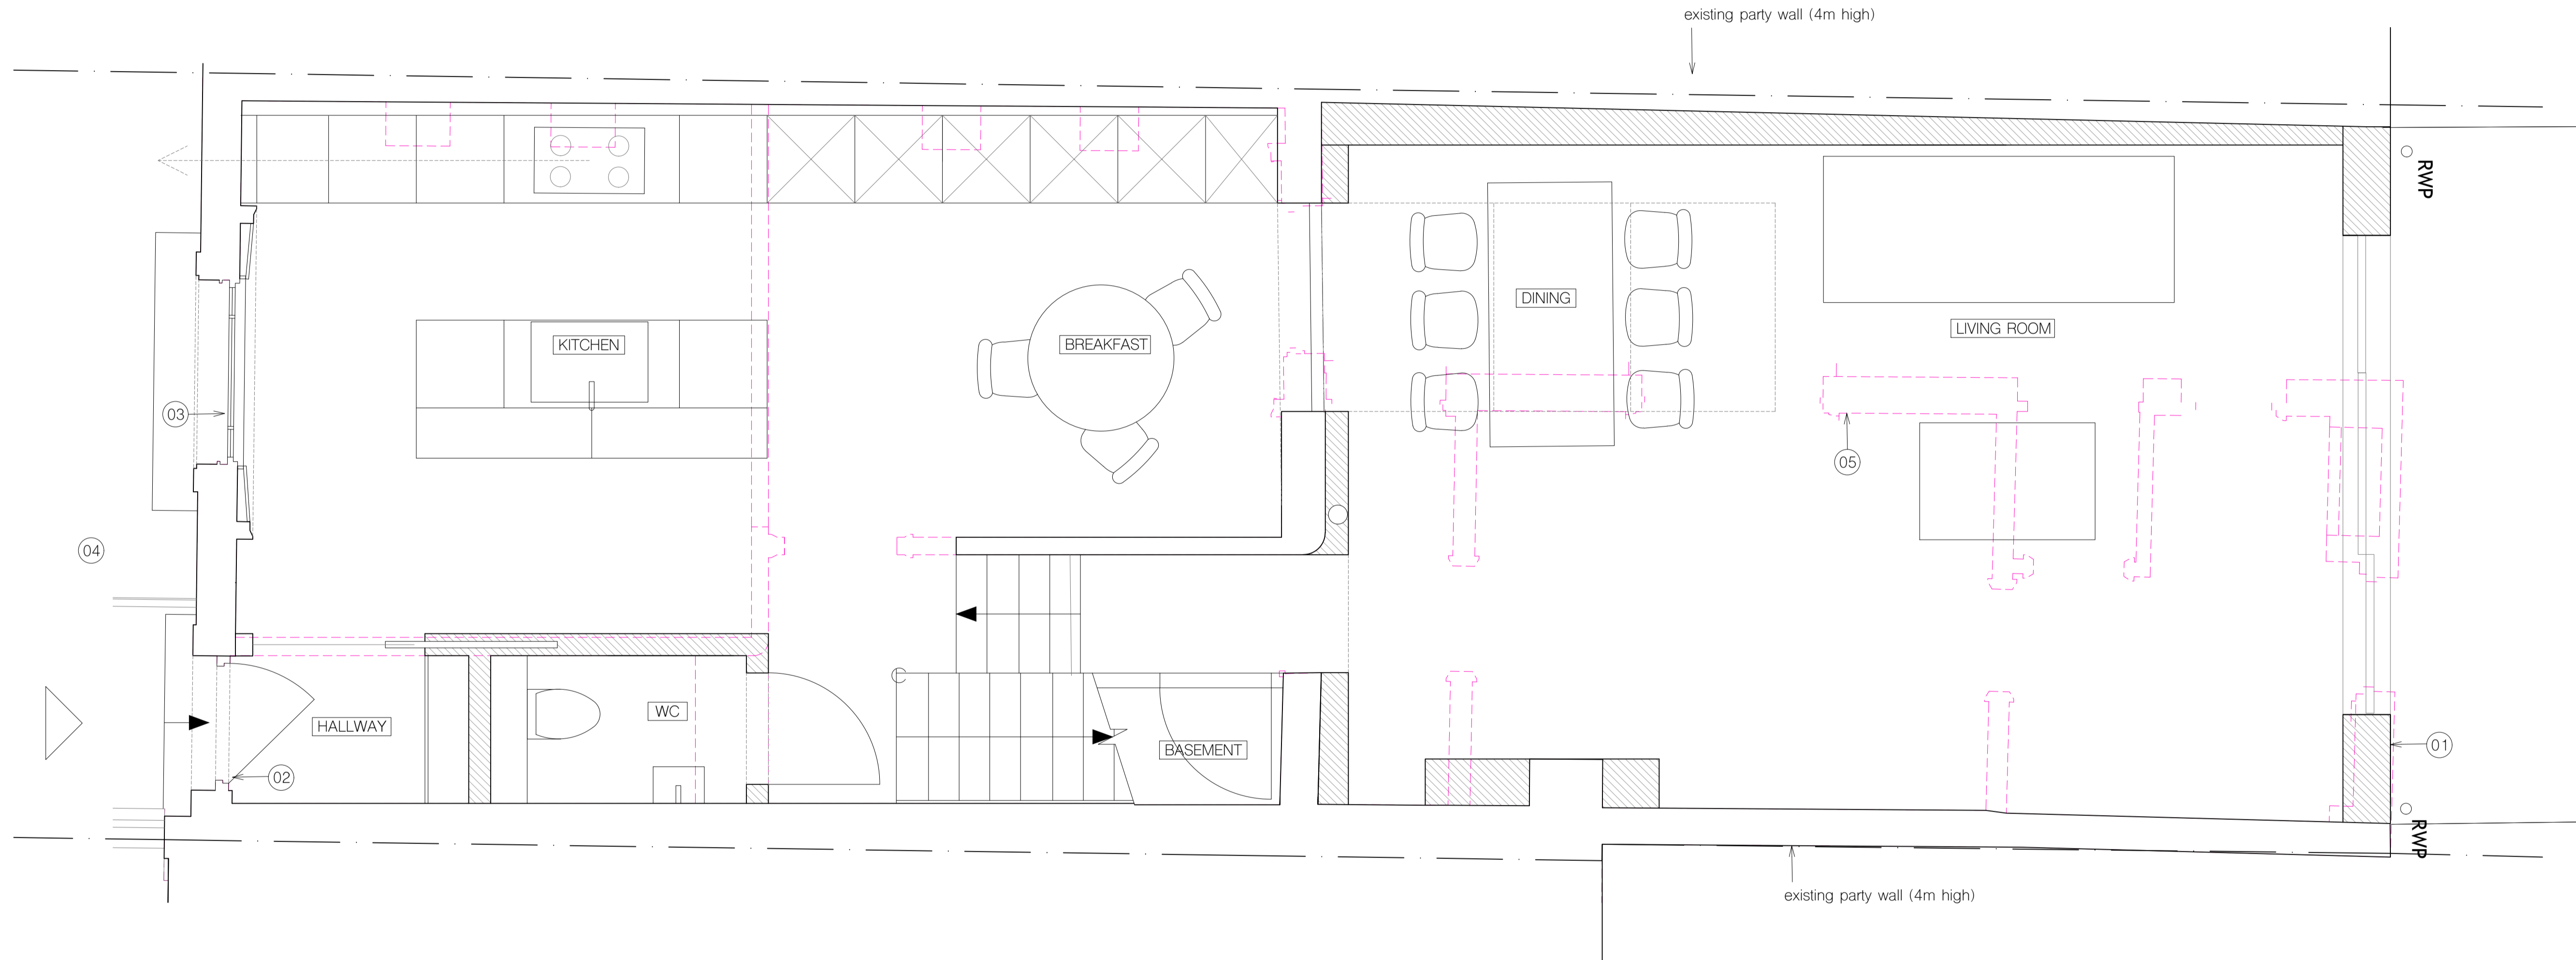 existing party wall (4m high)
RWP
DINING
LIVING ROOM
KITCHEN
BREAKFAST
03
05
04
WC
HALLWAY
BASEMENT
01
02
RWP
existing party wall (4m high)